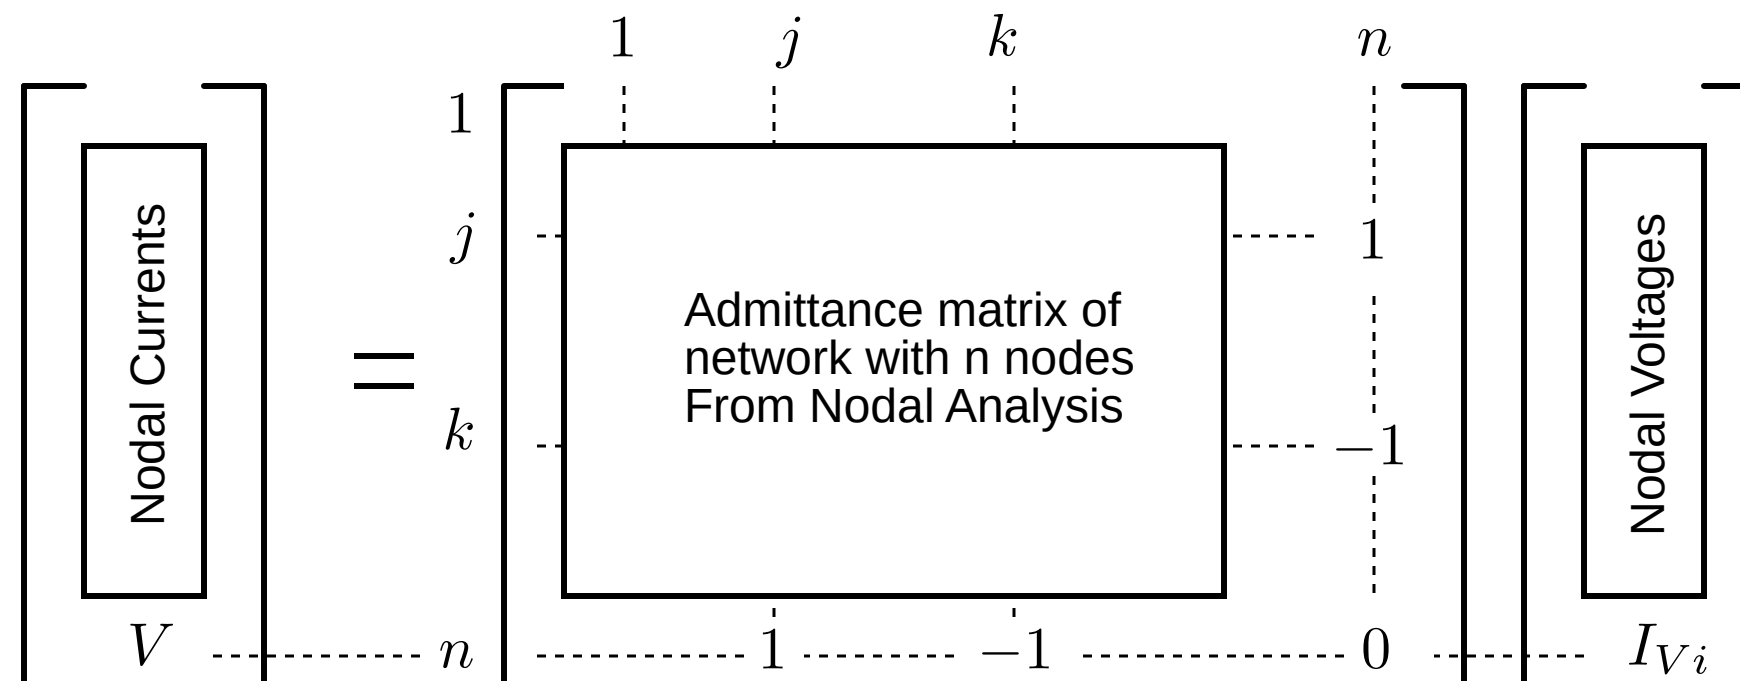 1 j k n
1
j 1
Nodal Currents
=
Admittance matrix of
network with n nodes
From Nodal Analysis
Nodal Voltages
k −1
V n 1 −1 0 I_{Vi}